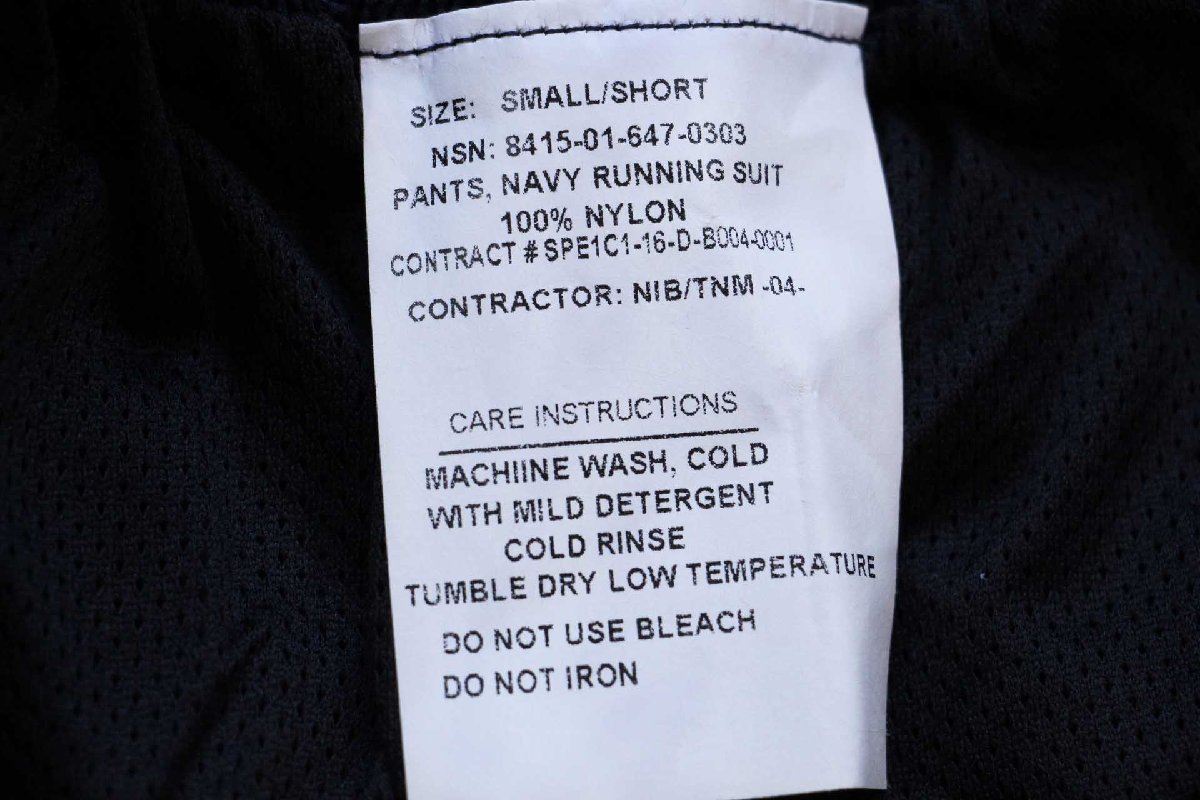 SIZE: SMALL/SHORT
NSN: 8415-01-647-0303
PANTS, NAVY RUNNING SUIT
100% NYLON
CONTRACT # SPE1C1-16-D-B004-0001
CONTRACTOR: NIB/TNM -04-
CARE INSTRUCTIONS
MACHIINE WASH, COLD
WITH MILD DETERGENT
COLD RINSE
TUMBLE DRY LOW TEMPERATURE
DO NOT USE BLEACH
DO NOT IRON